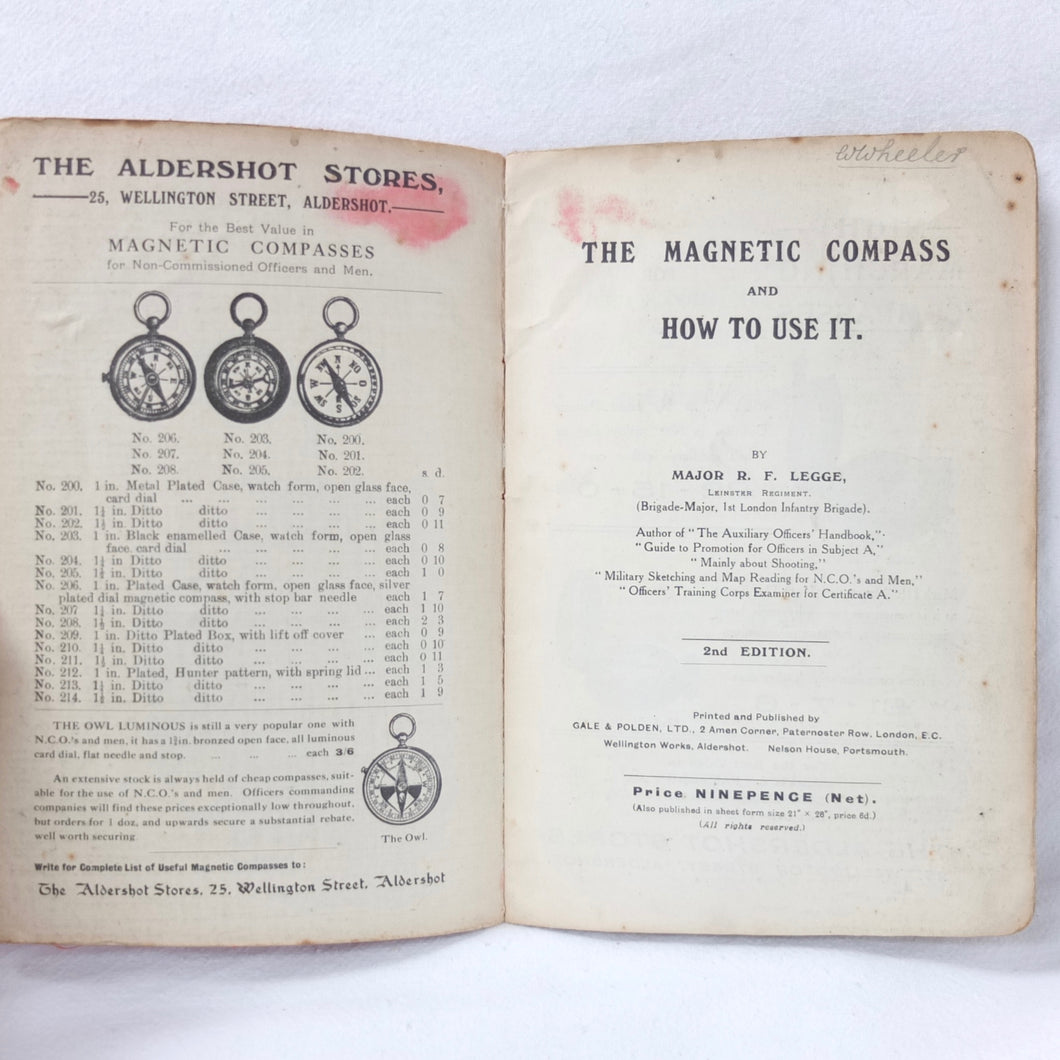 THE ALDERSHOT STORES,
25, WELLINGTON STREET, ALDERSHOT.
For the Best Value in
MAGNETIC COMPASSES
for Non-Commissioned Officers and Men.
No. 206. No. 203. No. 200.
No. 207. No. 204. No. 201.
No. 208. No. 205. No. 202.
s. d.
No. 200. 1 in. Metal Plated Case, watch form, open glass face,
card dial ... ... ... ... ... each 0 7
No. 201. 1¼ in. Ditto ditto ... ... ... each 0 9
No. 202. 1½ in. Ditto ditto ... ... ... each 0 11
No. 203. 1 in. Black enamelled Case, watch form, open glass
face, card dial ... ... ... ... each 0 8
No. 204. 1¼ in. Ditto ditto ... ... ... each 0 10
No. 205. 1½ in. Ditto ditto ... ... ... each 1 0
No. 206. 1 in. Plated Case, watch form, open glass face, silver
plated dial magnetic compass, with stop bar needle each 1 7
No. 207 1¼ in. Ditto ditto ... ... ... each 1 10
No. 208. 1½ in. Ditto ditto ... ... ... each 2 3
No. 209. 1 in. Ditto Plated Box, with lift off cover ... each 0 9
No. 210. 1¼ in. Ditto ditto ... ... ... each 0 10
No. 211. 1½ in. Ditto ditto ... ... ... each 0 11
No. 212. 1 in. Plated, Hunter pattern, with spring lid ... each 1 3
No. 213. 1¼ in. Ditto ditto ... ... ... each 1 5
No. 214. 1½ in. Ditto ditto ... ... ... each 1 9
THE OWL LUMINOUS is still a very popular one with
N.C.O.'s and men, it has a 1¾in. bronzed open face, all luminous
card dial, flat needle and stop. ... ... ... ... each 3/6
An extensive stock is always held of cheap compasses, suit-
able for the use of N.C.O.'s and men. Officers commanding
companies will find these prices exceptionally low throughout,
but orders for 1 doz. and upwards secure a substantial rebate,
well worth securing.
The Owl.
Write for Complete List of Useful Magnetic Compasses to:
The Aldershot Stores, 25, Wellington Street, Aldershot
WWheeler
THE MAGNETIC COMPASS
AND
HOW TO USE IT.
BY
MAJOR R. F. LEGGE,
LEINSTER REGIMENT.
(Brigade-Major, 1st London Infantry Brigade).
Author of "The Auxiliary Officers' Handbook,"
"Guide to Promotion for Officers in Subject A,"
"Mainly about Shooting,"
"Military Sketching and Map Reading for N.C.O.'s and Men,"
"Officers' Training Corps Examiner for Certificate A."
2nd EDITION.
Printed and Published by
GALE & POLDEN, LTD., 2 Amen Corner, Paternoster Row, London, E.C.
Wellington Works, Aldershot. Nelson House, Portsmouth.
Price NINEPENCE (Net).
(Also published in sheet form size 21" × 28", price 6d.)
(All rights reserved.)